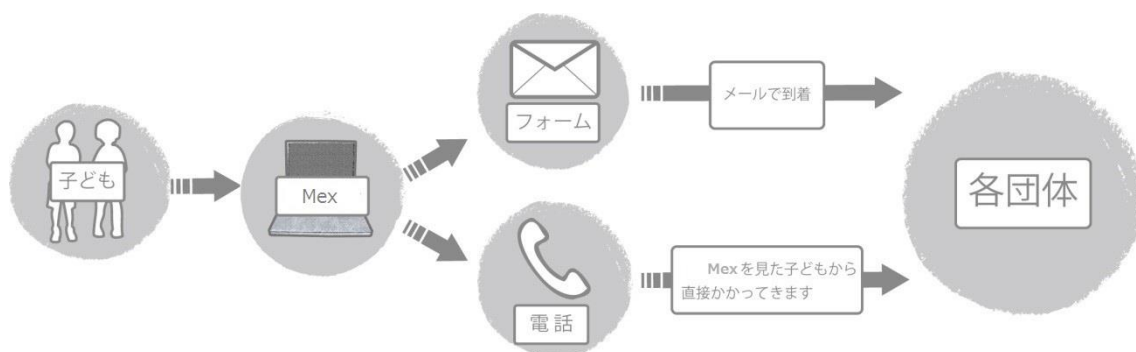 子ども
Mex
フォーム
メールで到着
電話
Mexを見た子どもから
直接かかってきます
各団体